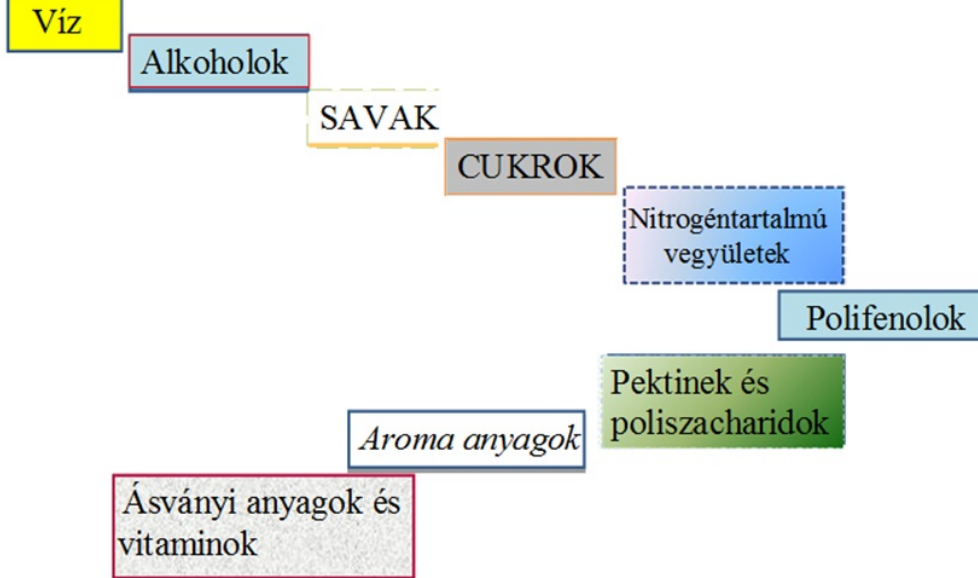 Víz
Alkoholok
SAVAK
CUKROK
Nitrogéntartalmú
vegyületek
Polifenolok
Pektinek és
poliszacharidok
Aroma anyagok
Ásványi anyagok és
vitaminok